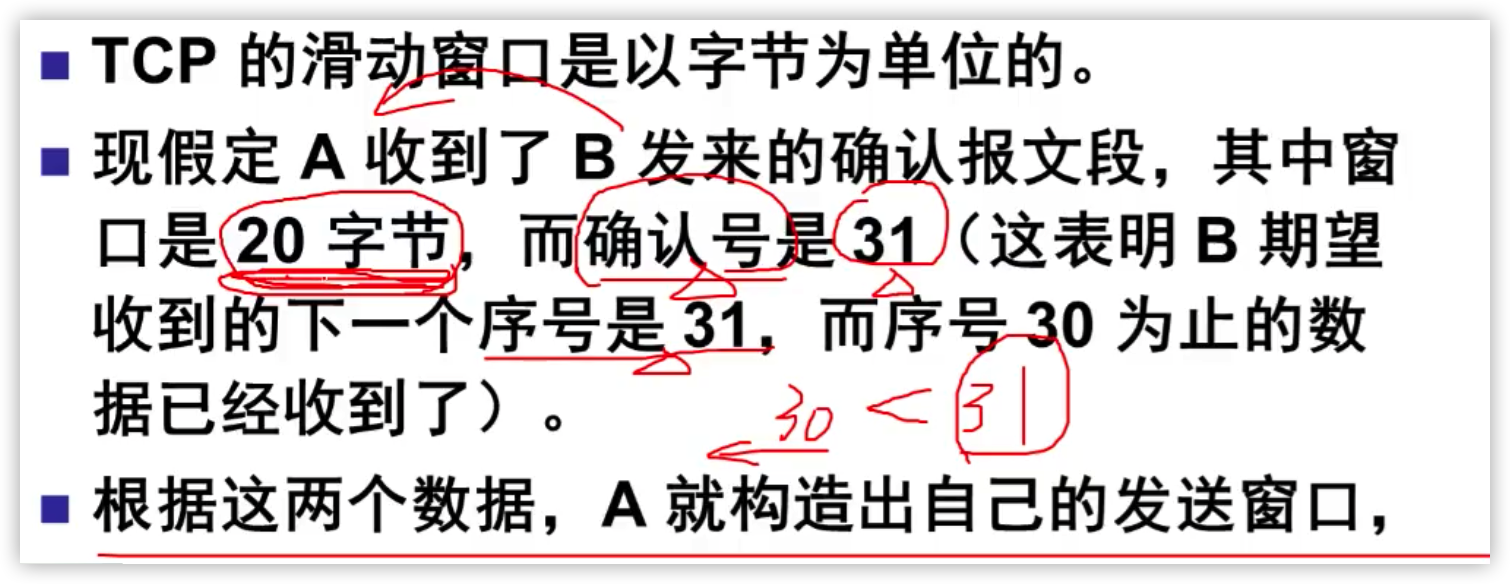 TCP 的滑动窗口是以字节为单位的。
现假定 A 收到了 B 发来的确认报文段，其中窗
口是 20 字节，而确认号是 31（这表明 B 期望
收到的下一个序号是 31，而序号 30 为止的数
据已经收到了）。
30 < 31
根据这两个数据，A 就构造出自己的发送窗口，